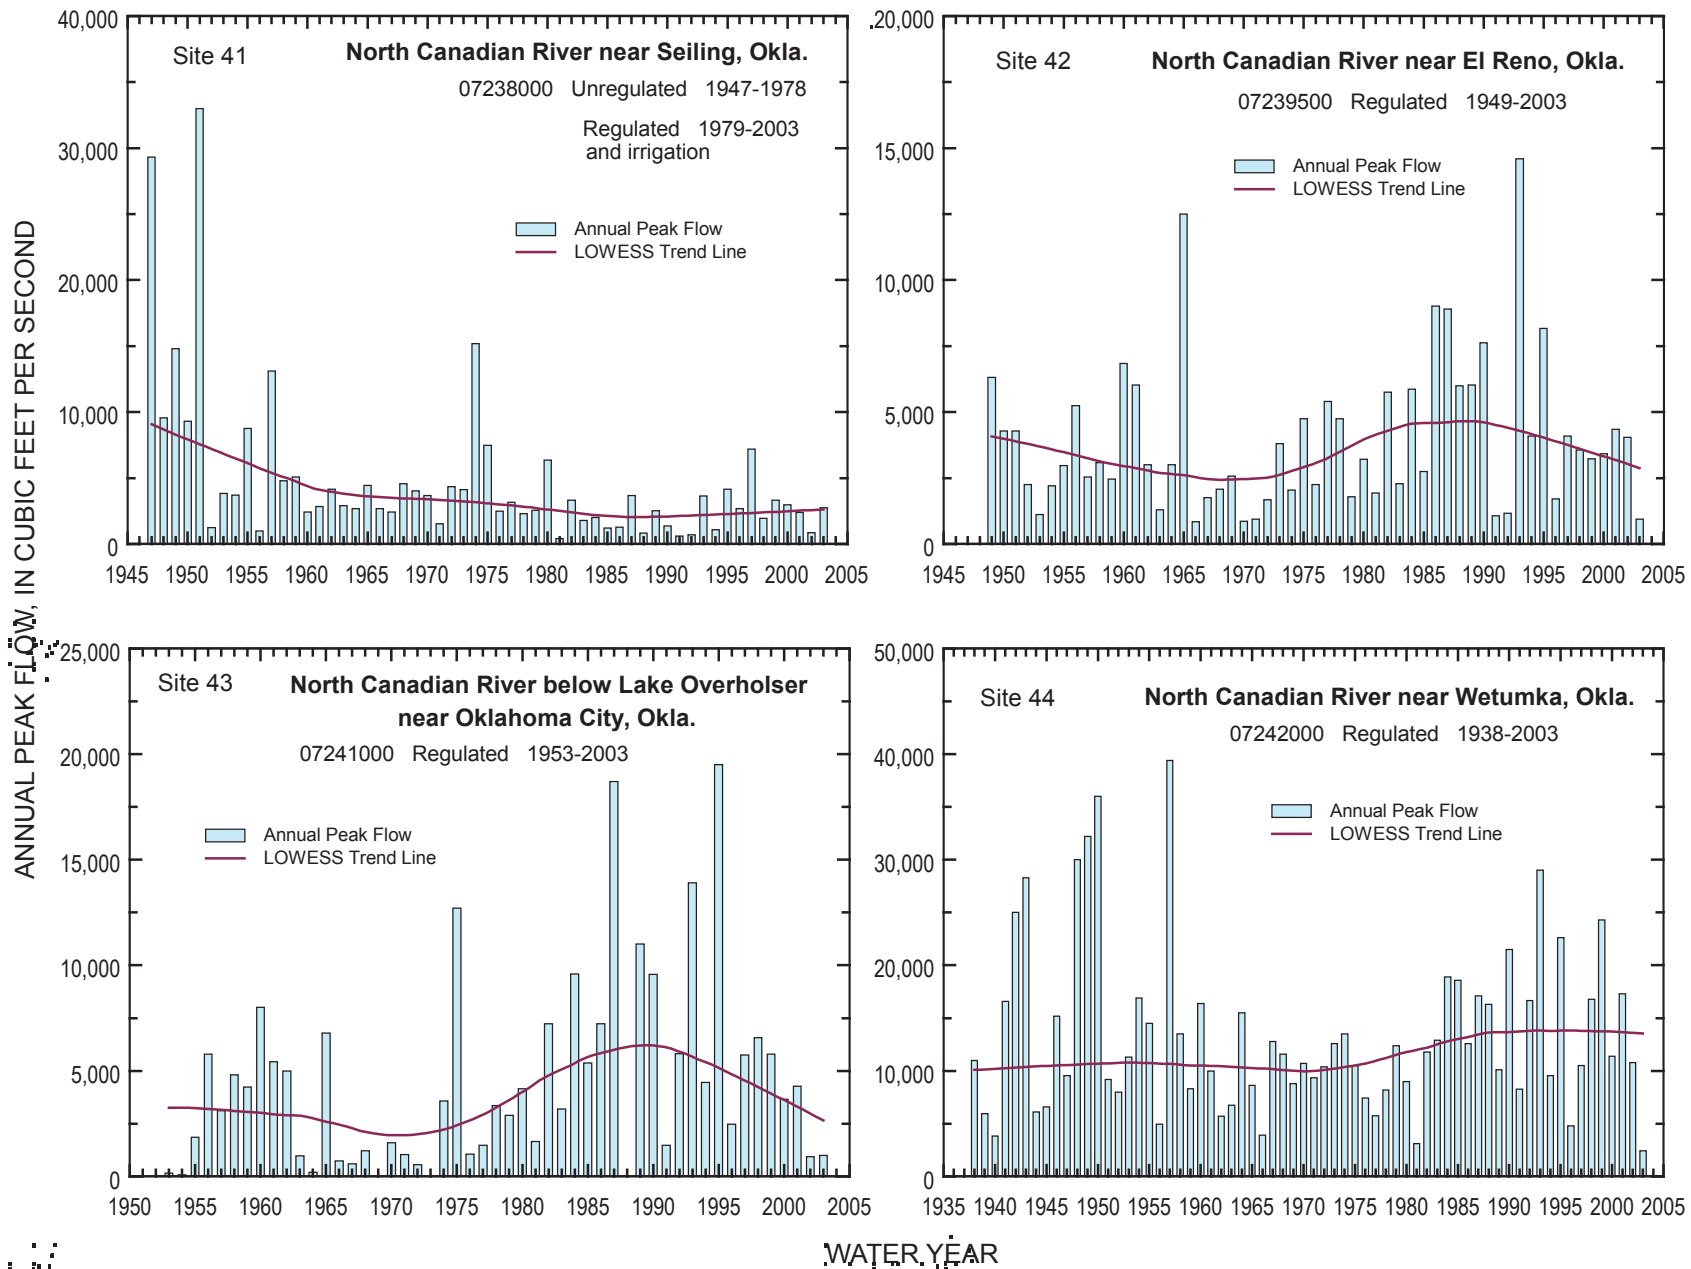 ANNUAL PEAK FLOW, IN CUBIC FEET PER SECOND
Site 41 North Canadian River near Seiling, Okla.
07238000 Unregulated 1947-1978
Regulated 1979-2003
and irrigation
Annual Peak Flow
LOWESS Trend Line
40,000
30,000
20,000
10,000
0
1945 1950 1955 1960 1965 1970 1975 1980 1985 1990 1995 2000 2005
Site 42 North Canadian River near El Reno, Okla.
07239500 Regulated 1949-2003
Annual Peak Flow
LOWESS Trend Line
20,000
15,000
10,000
5,000
0
1945 1950 1955 1960 1965 1970 1975 1980 1985 1990 1995 2000 2005
Site 43 North Canadian River below Lake Overholser
near Oklahoma City, Okla.
07241000 Regulated 1953-2003
Annual Peak Flow
LOWESS Trend Line
25,000
20,000
15,000
10,000
5,000
0
1950 1955 1960 1965 1970 1975 1980 1985 1990 1995 2000 2005
Site 44 North Canadian River near Wetumka, Okla.
07242000 Regulated 1938-2003
Annual Peak Flow
LOWESS Trend Line
50,000
40,000
30,000
20,000
10,000
0
1935 1940 1945 1950 1955 1960 1965 1970 1975 1980 1985 1990 1995 2000 2005
WATER YEAR